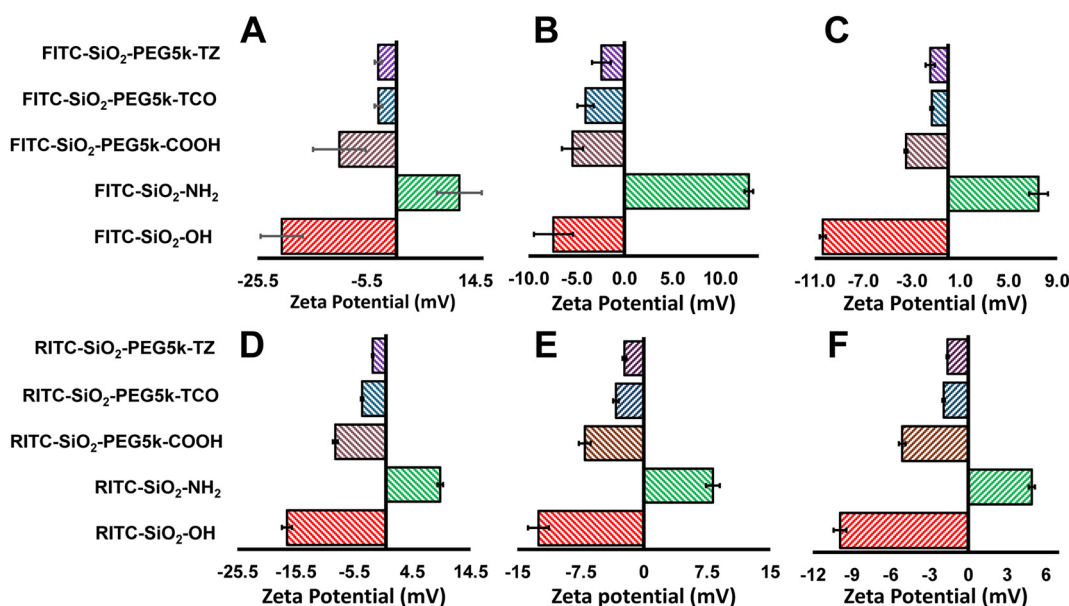 A
B
C
FITC-SiO₂-PEG5k-TZ
FITC-SiO₂-PEG5k-TCO
FITC-SiO₂-PEG5k-COOH
FITC-SiO₂-NH₂
FITC-SiO₂-OH
-25.5 -5.5 14.5
Zeta Potential (mV)
-10.0 -5.0 0.0 5.0 10.0
Zeta Potential (mV)
-11.0 -7.0 -3.0 1.0 5.0 9.0
Zeta Potential (mV)
D
E
F
RITC-SiO₂-PEG5k-TZ
RITC-SiO₂-PEG5k-TCO
RITC-SiO₂-PEG5k-COOH
RITC-SiO₂-NH₂
RITC-SiO₂-OH
-25.5 -15.5 -5.5 4.5 14.5
Zeta Potential (mV)
-15 -7.5 0 7.5 15
Zeta potential (mV)
-12 -9 -6 -3 0 3 6
Zeta Potential (mV)